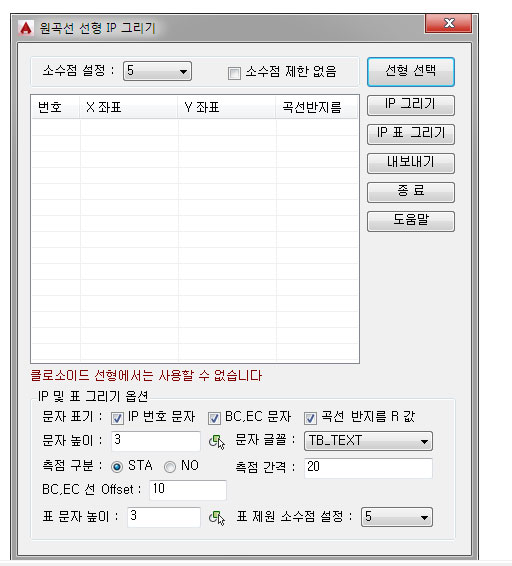 원곡선 선형 IP 그리기
소수점 설정 : 5 소수점 제한 없음 선형 선택
번호 X 좌표 Y 좌표 곡선반지름 IP 그리기
IP 표 그리기
내보내기
종 료
도움말
클로소이드 선형에서는 사용할 수 없습니다
IP 및 표 그리기 옵션
문자 표기 : IP 번호 문자 BC,EC 문자 곡선 반지름 R 값
문자 높이 : 3 문자 글꼴 : TB_TEXT
측점 구분 : STA NO 측점 간격 : 20
BC,EC 선 Offset : 10
표 문자 높이 : 3 표 제원 소수점 설정 : 5